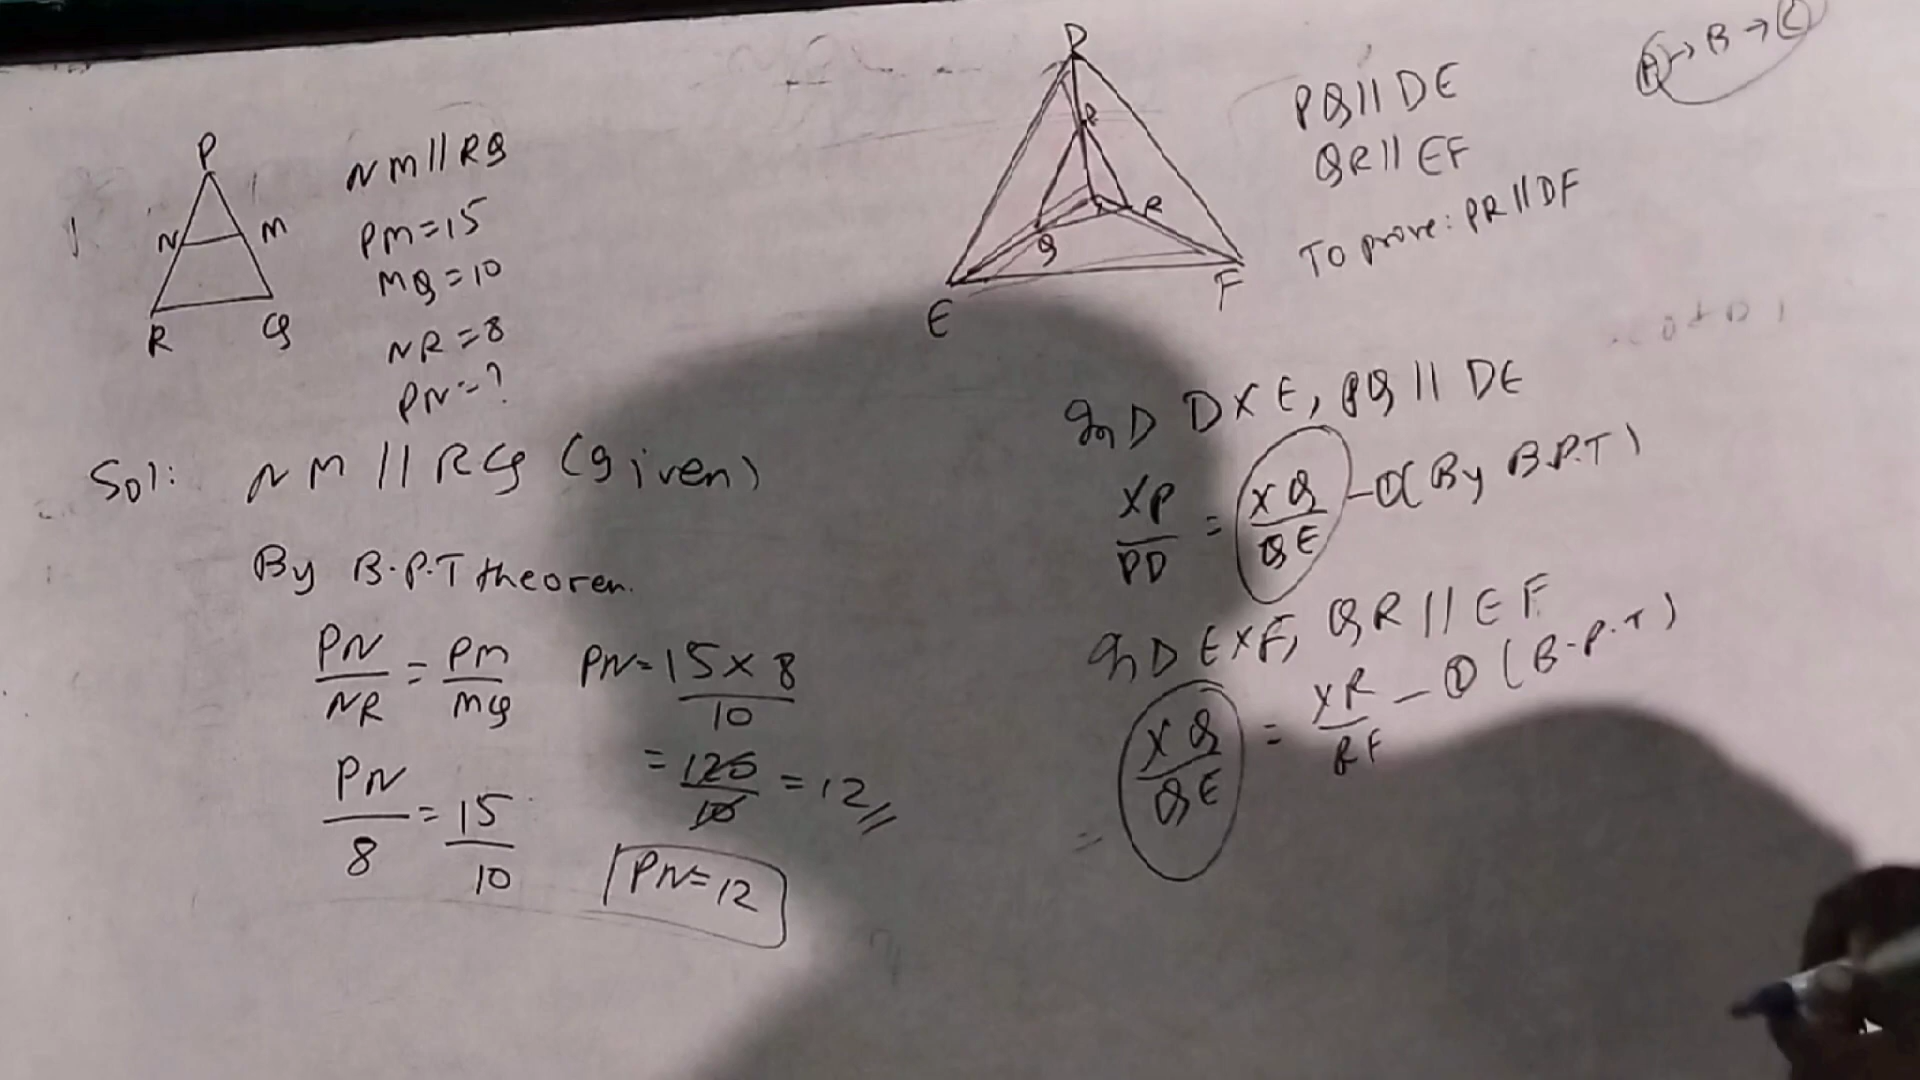 P
N M
R Q
NM||RQ
PM=15
MQ=10
NR=8
PN=?
Sol: NM || RQ (given)
By B.P.T theorem.
PN/NR = PM/MQ
PN/8 = 15/10
PN=15×8/10
=120/10 = 12
PN=12
D
R
Q
E F
PQ||DE
QR||EF
To prove: PR||DF
A→B→C
In D DXE, PQ || DE
XP/PD = XQ/QE -① (By B.P.T)
In D EXF, QR||EF
XQ/QE = XR/RF - ② (B.P.T)
=